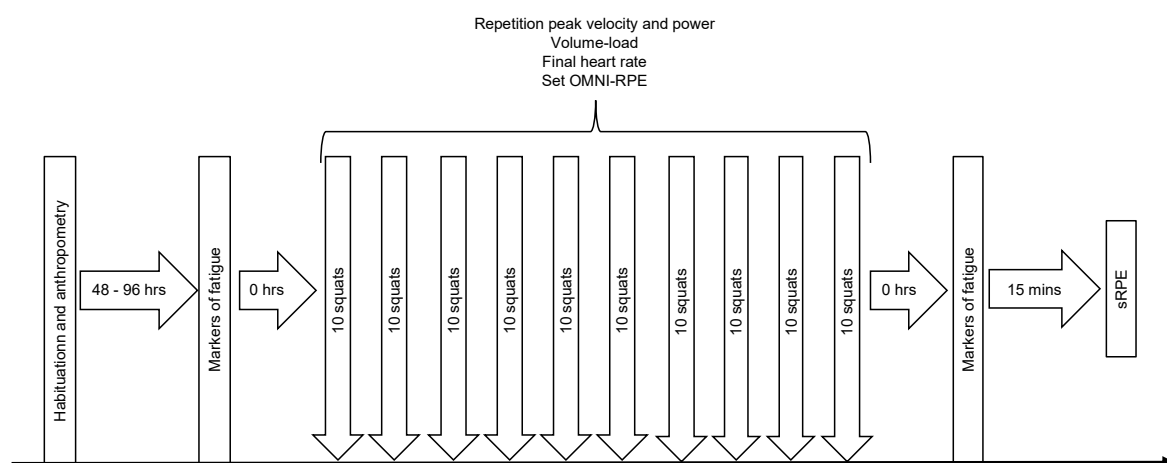 Repetition peak velocity and power
Volume-load
Final heart rate
Set OMNI-RPE
Habituationn and anthropometry
48 - 96 hrs
Markers of fatigue
0 hrs
10 squats
10 squats
10 squats
10 squats
10 squats
10 squats
10 squats
10 squats
10 squats
10 squats
0 hrs
Markers of fatigue
15 mins
sRPE